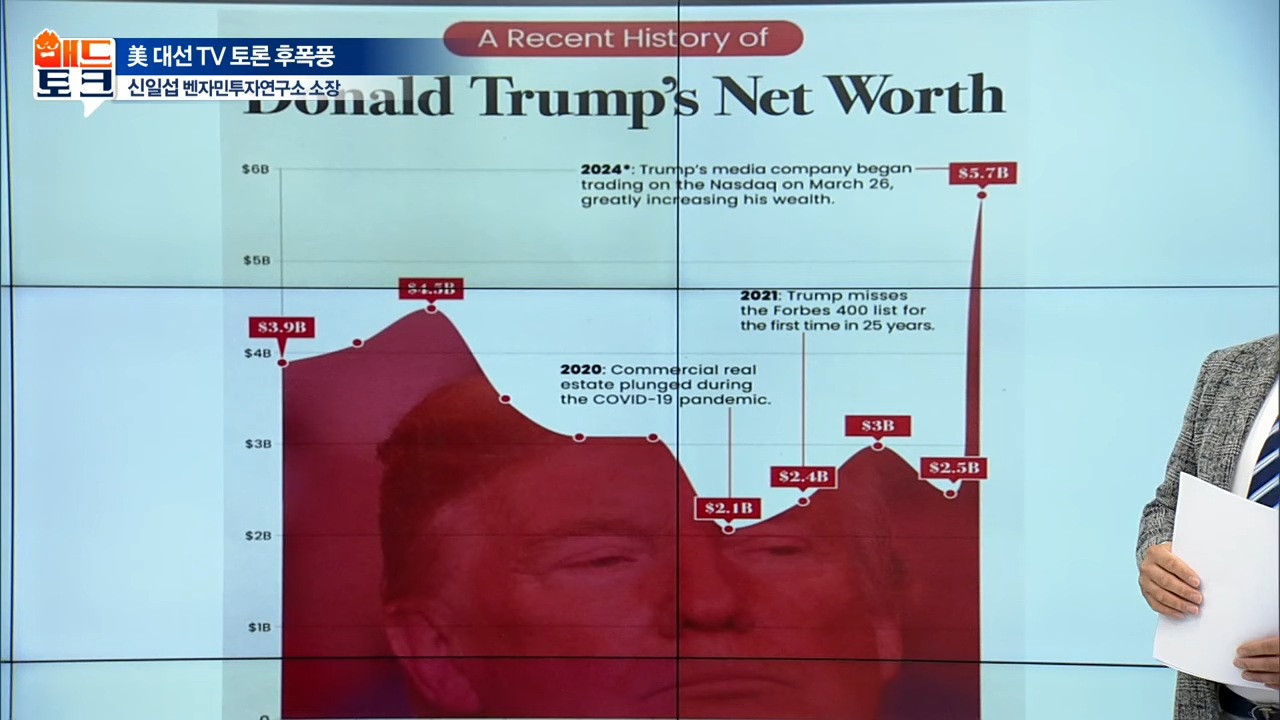 매드
토크
美 대선 TV 토론 후폭풍
신일섭 벤자민투자연구소 소장
A Recent History of
Donald Trump's Net Worth
$6B
$5B
$4B
$3B
$2B
$1B
0
2024*: Trump's media company began
trading on the Nasdaq on March 26,
greatly increasing his wealth.
$5.7B
$4.5B
$3.9B
2021: Trump misses
the Forbes 400 list for
the first time in 25 years.
2020: Commercial real
estate plunged during
the COVID-19 pandemic.
$3B
$2.5B
$2.4B
$2.1B